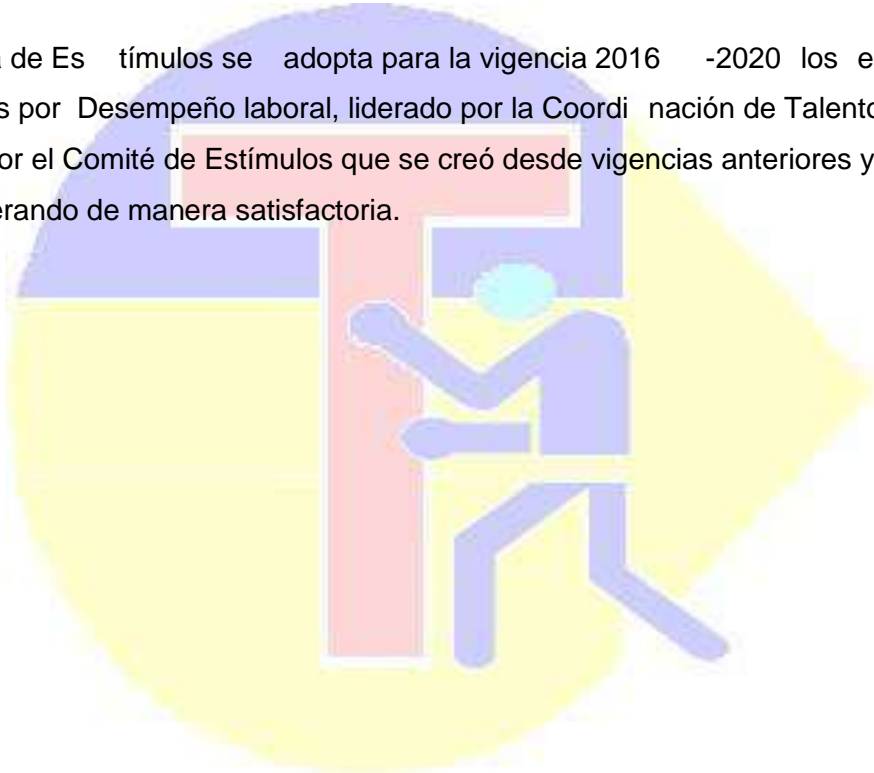 de Es tímulos se adopta para la vigencia 2016 -2020 los e
por Desempeño laboral, liderado por la Coordi nación de Talento
or el Comité de Estímulos que se creó desde vigencias anteriores y
erando de manera satisfactoria.